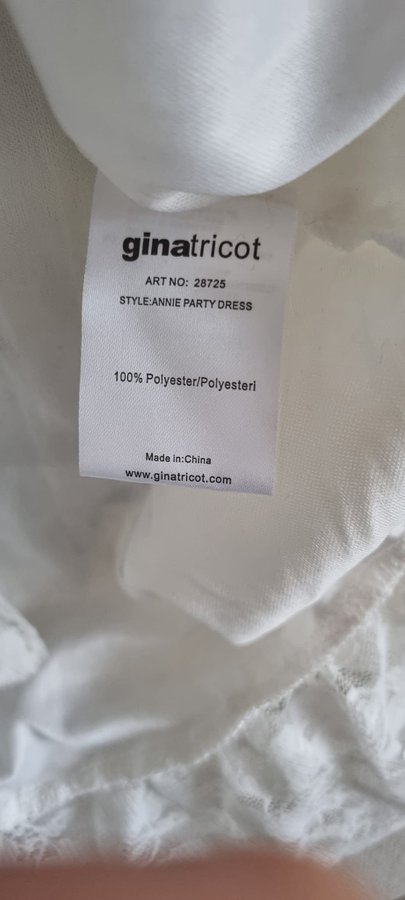 ginatricot
ART NO: 28725
STYLE:ANNIE PARTY DRESS
100% Polyester/Polyesteri
Made in:China
www.ginatricot.com